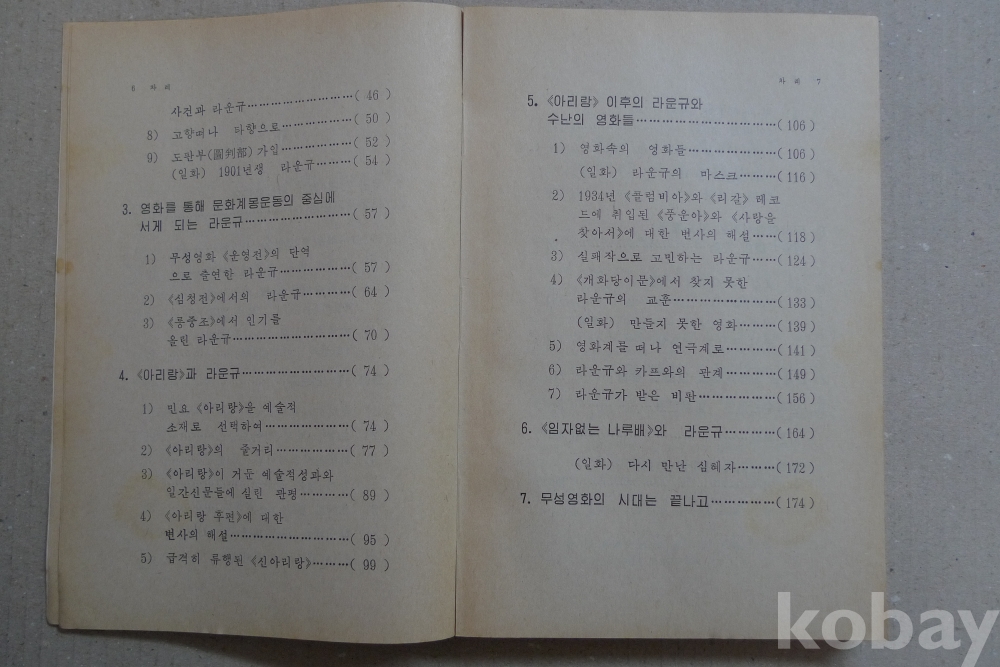 6 차 례
사건과 라운규…………………………( 46 )
8) 고향떠나 타향으로…………………( 50 )
9) 도판부(圖判部) 가입…………………( 52 )
(일화) 1901년생 라운규……………( 54 )
3. 영화를 통해 문화계몽운동의 중심에
서게 되는 라운규…………………………( 57 )
1) 무성영화 《운영전》의 단역
으로 출연한 라운규…………………( 57 )
2) 《심청전》에서의 라운규……………( 64 )
3) 《롱중조》에서 인기를
올린 라운규……………………………( 70 )
4. 《아리랑》과 라운규…………………………( 74 )
1) 민요 《아리랑》을 예술적
소재로 선택하여……………………( 74 )
2) 《아리랑》의 줄거리…………………( 77 )
3) 《아리랑》이 거둔 예술적성과와
일간신문들에 실린 관평……………( 89 )
4) 《아리랑 후편》에 대한
변사의 해설……………………………( 95 )
5) 급격히 류행된 《신아리랑》………( 99 )
차 례 7
5. 《아리랑》 이후의 라운규와
수난의 영화들…………………………………( 106 )
1) 영화속의 영화들……………………( 106 )
(일화) 라운규의 마스크………( 116 )
2) 1934년 《콜럼비아》와 《리갈》 레코
드에 취입된 《풍운아》와 《사랑을
찾아서》에 대한 변사의 해설……( 118 )
3) 실패작으로 고민하는 라운규……( 124 )
4) 《개화당이문》에서 찾지 못한
라운규의 교훈………………………( 133 )
(일화) 만들지 못한 영화………( 139 )
5) 영화계를 떠나 연극계로…………( 141 )
6) 라운규와 카프와의 관계…………( 149 )
7) 라운규가 받은 비판………………( 156 )
6. 《임자없는 나루배》와 라운규…………( 164 )
(일화) 다시 만난 심혜자………( 172 )
7. 무성영화의 시대는 끝나고……………( 174 )
kobay